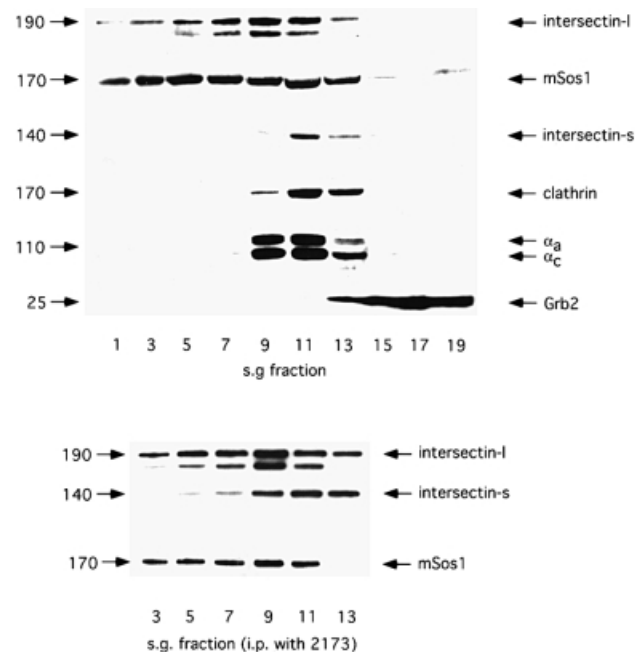 190 intersectin-l
170 mSos1
140 intersectin-s
170 clathrin
110 αa
αc
25 Grb2
1 3 5 7 9 11 13 15 17 19
s.g fraction
190 intersectin-l
140 intersectin-s
170 mSos1
3 5 7 9 11 13
s.g. fraction (i.p. with 2173)